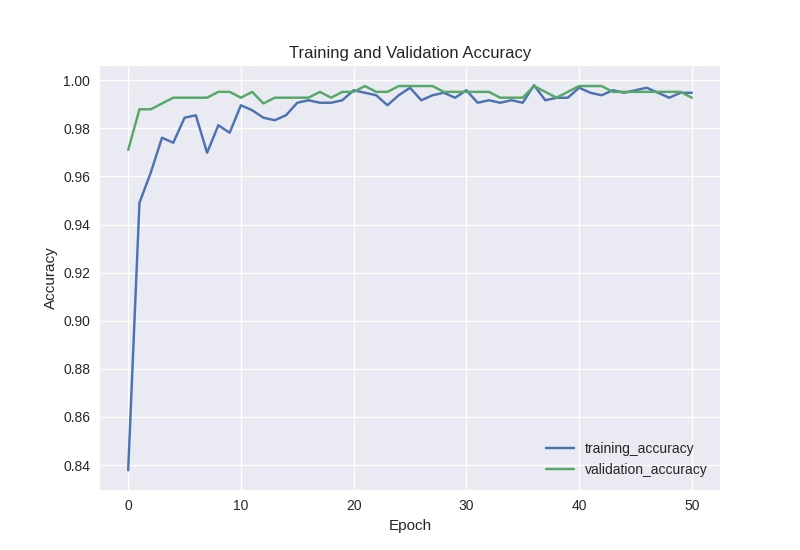 Training and Validation Accuracy
1.00
0.98
0.96
0.94
0.92
0.90
0.88
0.86
0.84
Accuracy
training_accuracy
validation_accuracy
0 10 20 30 40 50
Epoch